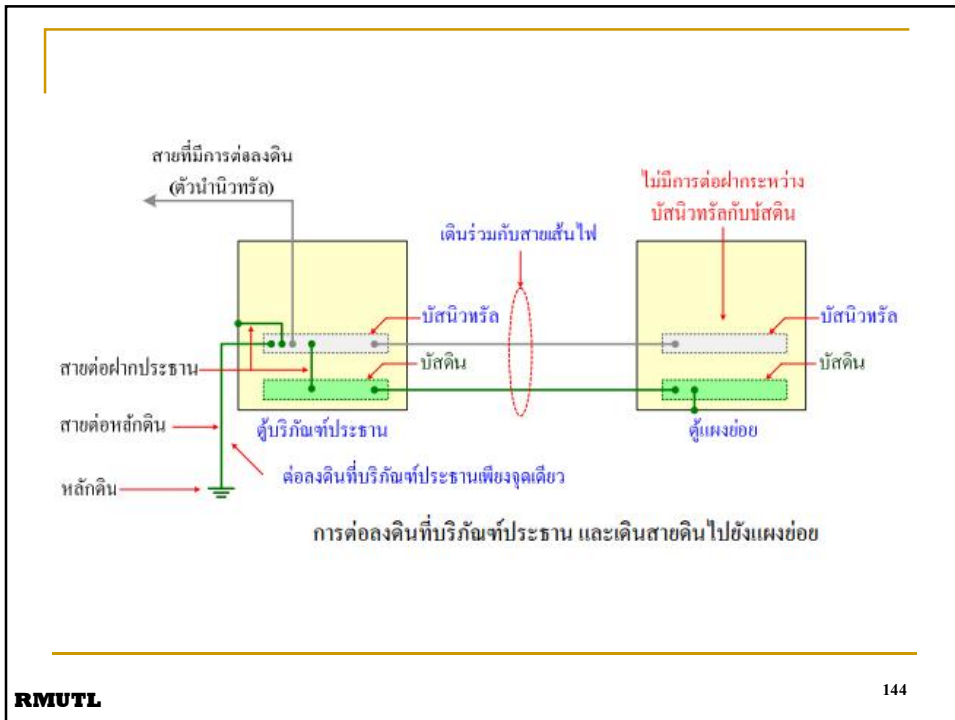 สายที่มีการต่อลงดิน
(ตัวนำนิวทรัล)
ไม่มีการต่อฝากระหว่าง
บัสนิวทรัลกับบัสดิน
เดินร่วมกับสายเส้นไฟ
บัสนิวทรัล
บัสนิวทรัล
สายต่อฝากประธาน
บัสดิน
บัสดิน
สายต่อหลักดิน
ตู้บริภัณฑ์ประธาน
ตู้แผงย่อย
หลักดิน
ต่อลงดินที่บริภัณฑ์ประธานเพียงจุดเดียว
การต่อลงดินที่บริภัณฑ์ประธาน และเดินสายดินไปยังแผงย่อย
RMUTL
144